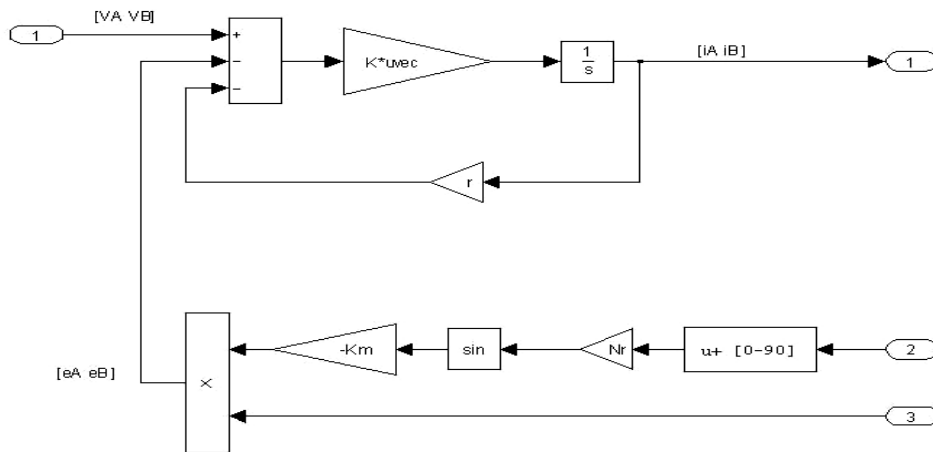 [VA VB]
1
+
−
−
K*uvec
1
s
[iA iB]
1
r
-Km
sin
Nr
u+ [0-90]
2
[eA eB]
X
3